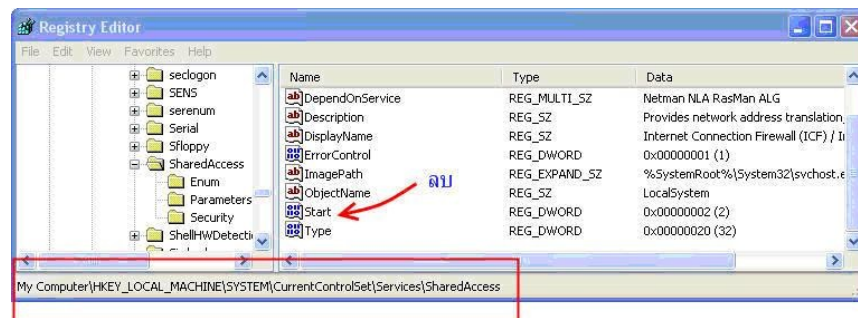 Registry Editor
File Edit View Favorites Help
seclogon
SENS
serenum
Serial
Sfloppy
SharedAccess
Enum
Parameters
Security
ShellHWDetecti
Name Type Data
DependOnService REG_MULTI_SZ Netman NLA RasMan ALG
Description REG_SZ Provides network address translation
DisplayName REG_SZ Internet Connection Firewall (ICF) / I
ErrorControl REG_DWORD 0x00000001 (1)
ImagePath REG_EXPAND_SZ %SystemRoot%\System32\svchost.e
ObjectName REG_SZ LocalSystem
Start REG_DWORD 0x00000002 (2)
Type REG_DWORD 0x00000020 (32)
ลบ
My Computer\HKEY_LOCAL_MACHINE\SYSTEM\CurrentControlSet\Services\SharedAccess